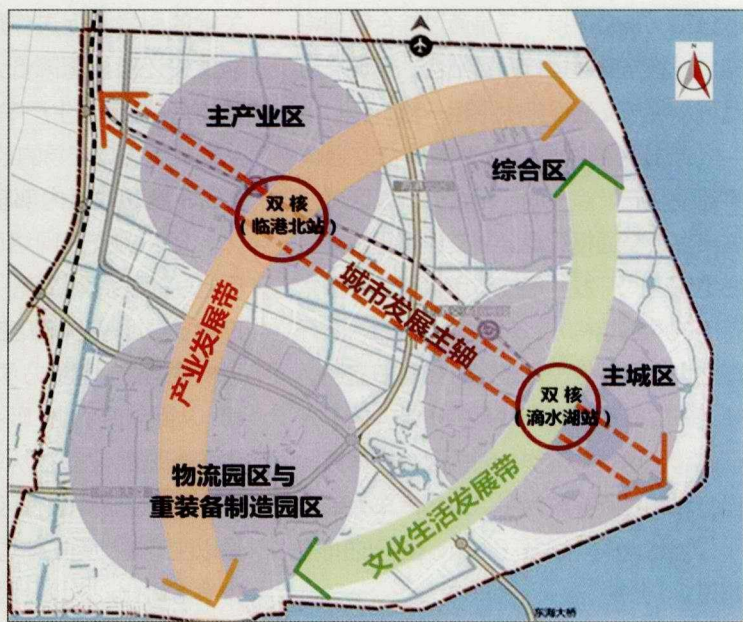 主产业区
综合区
双核
（临港北站）
城市发展主轴
产业发展带
主城区
双核
（滴水湖站）
物流园区与
重装备制造园区
文化生活发展带
东海大桥